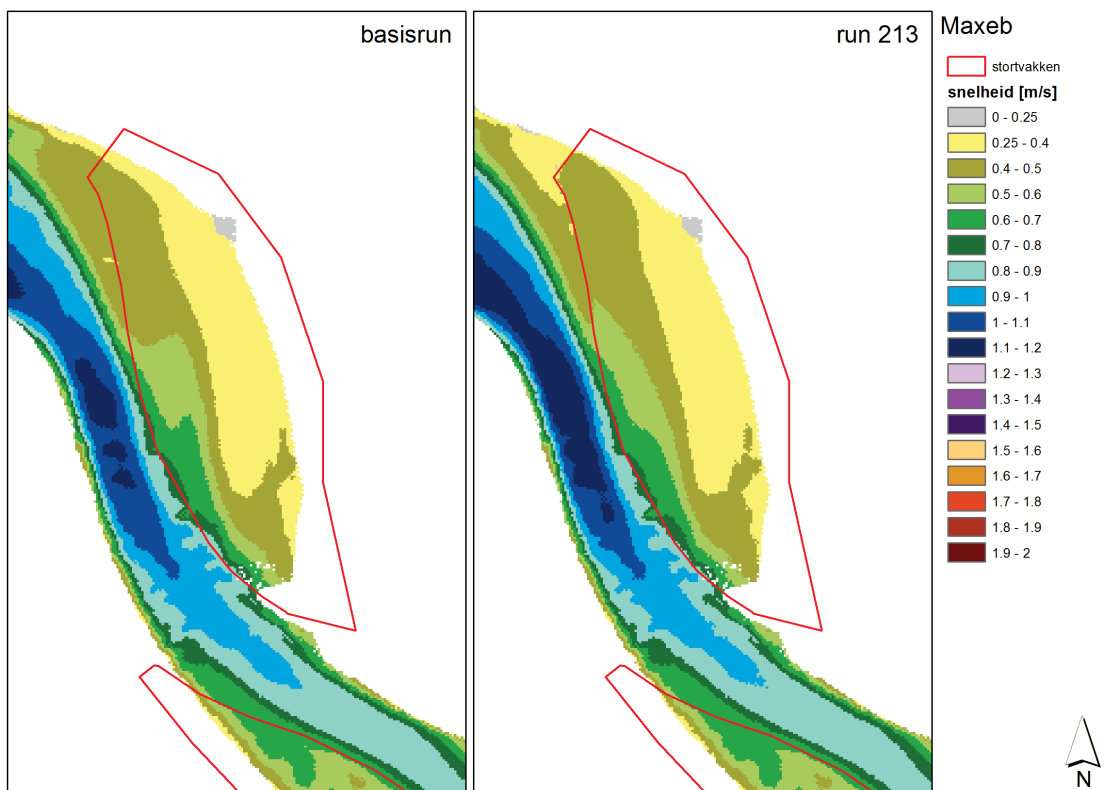 basisrun
run 213
Maxeb
stortvakken
snelheid [m/s]
0 - 0.25
0.25 - 0.4
0.4 - 0.5
0.5 - 0.6
0.6 - 0.7
0.7 - 0.8
0.8 - 0.9
0.9 - 1
1 - 1.1
1.1 - 1.2
1.2 - 1.3
1.3 - 1.4
1.4 - 1.5
1.5 - 1.6
1.6 - 1.7
1.7 - 1.8
1.8 - 1.9
1.9 - 2
N